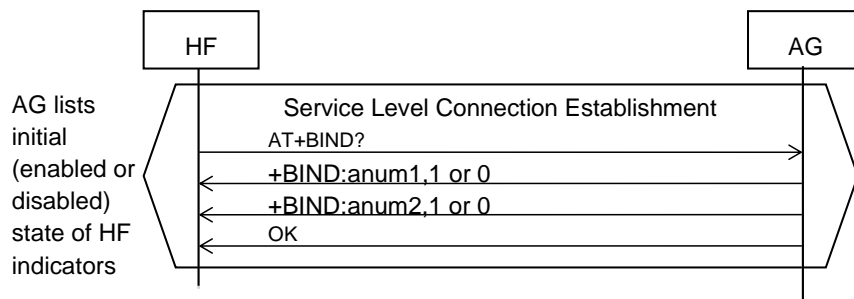 HF
AG
AG lists
initial
(enabled or
disabled)
state of HF
indicators
Service Level Connection Establishment
AT+BIND?
+BIND:anum1,1 or 0
+BIND:anum2,1 or 0
OK